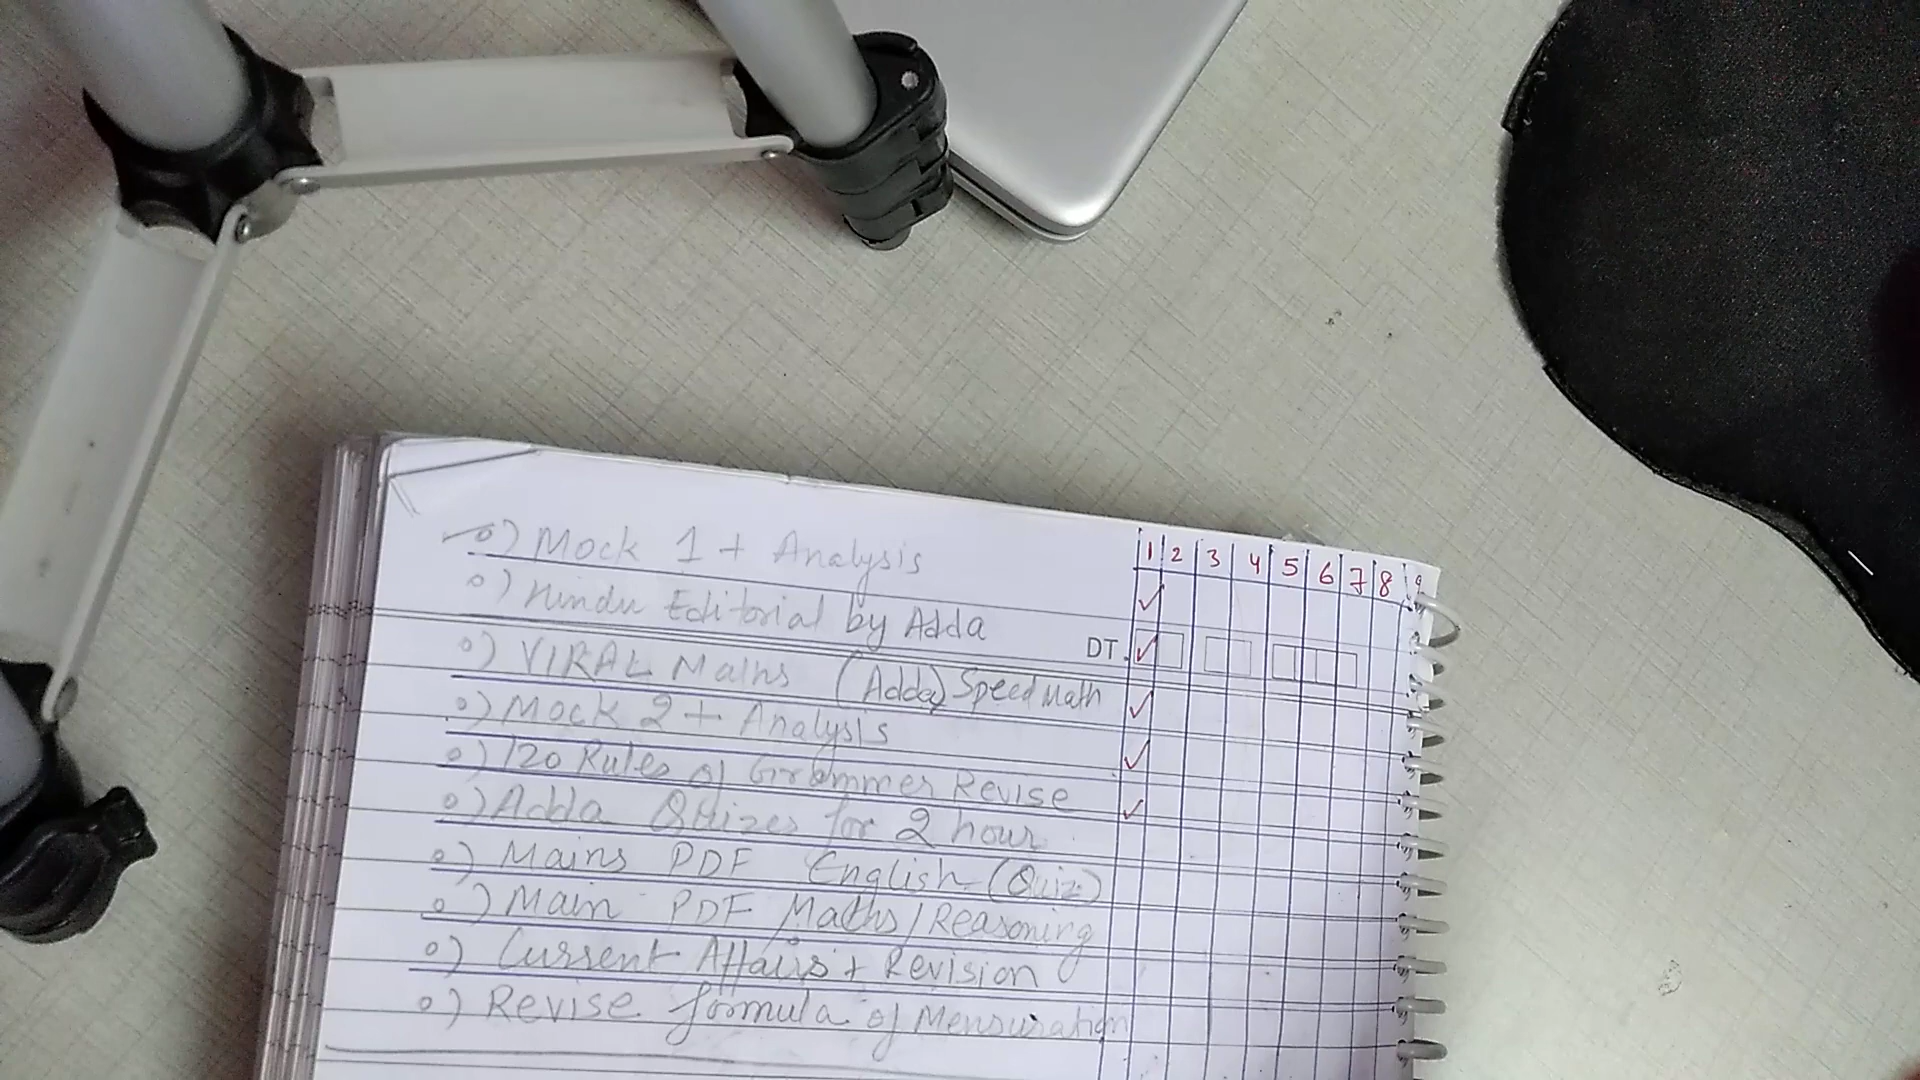 o) Mock 1 + Analysis
1 2 3 4 5 6 7 8 9
o) Hindu Editorial by Adda
✓
DT. ✓
o) VIRAL Maths (Adda) Speed Math
✓
o) Mock 2 + Analysis
✓
o) 120 Rules of Grammer Revise
✓
o) Adda Quizes for 2 hour
o) Mains PDF English (Quiz)
o) Main PDF Maths/Reasoning
o) Current Affairs + Revision
o) Revise formula of Mensuration